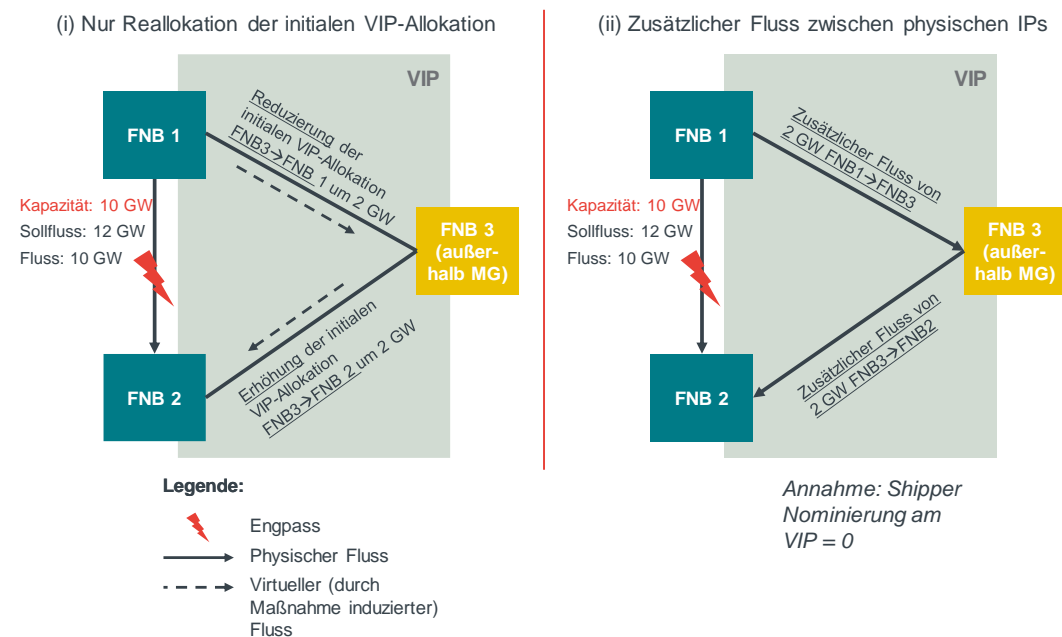 (i) Nur Reallokation der initialen VIP-Allokation
VIP
FNB 1
Reduzierung der
initialen VIP-Allokation
FNB3→FNB 1 um 2 GW
Kapazität: 10 GW
Sollfluss: 12 GW
Fluss: 10 GW
FNB 3
(außer-
halb MG)
FNB 2
Erhöhung der initialen
VIP-Allokation
FNB3→FNB 2 um 2 GW
(ii) Zusätzlicher Fluss zwischen physischen IPs
VIP
FNB 1
Zusätzlicher Fluss von
2 GW FNB1→FNB3
Kapazität: 10 GW
Sollfluss: 12 GW
Fluss: 10 GW
FNB 3
(außer-
halb MG)
FNB 2
Zusätzlicher Fluss von
2 GW FNB3→FNB2
Legende:
Engpass
Physischer Fluss
Virtueller (durch
Maßnahme induzierter)
Fluss
Annahme: Shipper
Nominierung am
VIP = 0